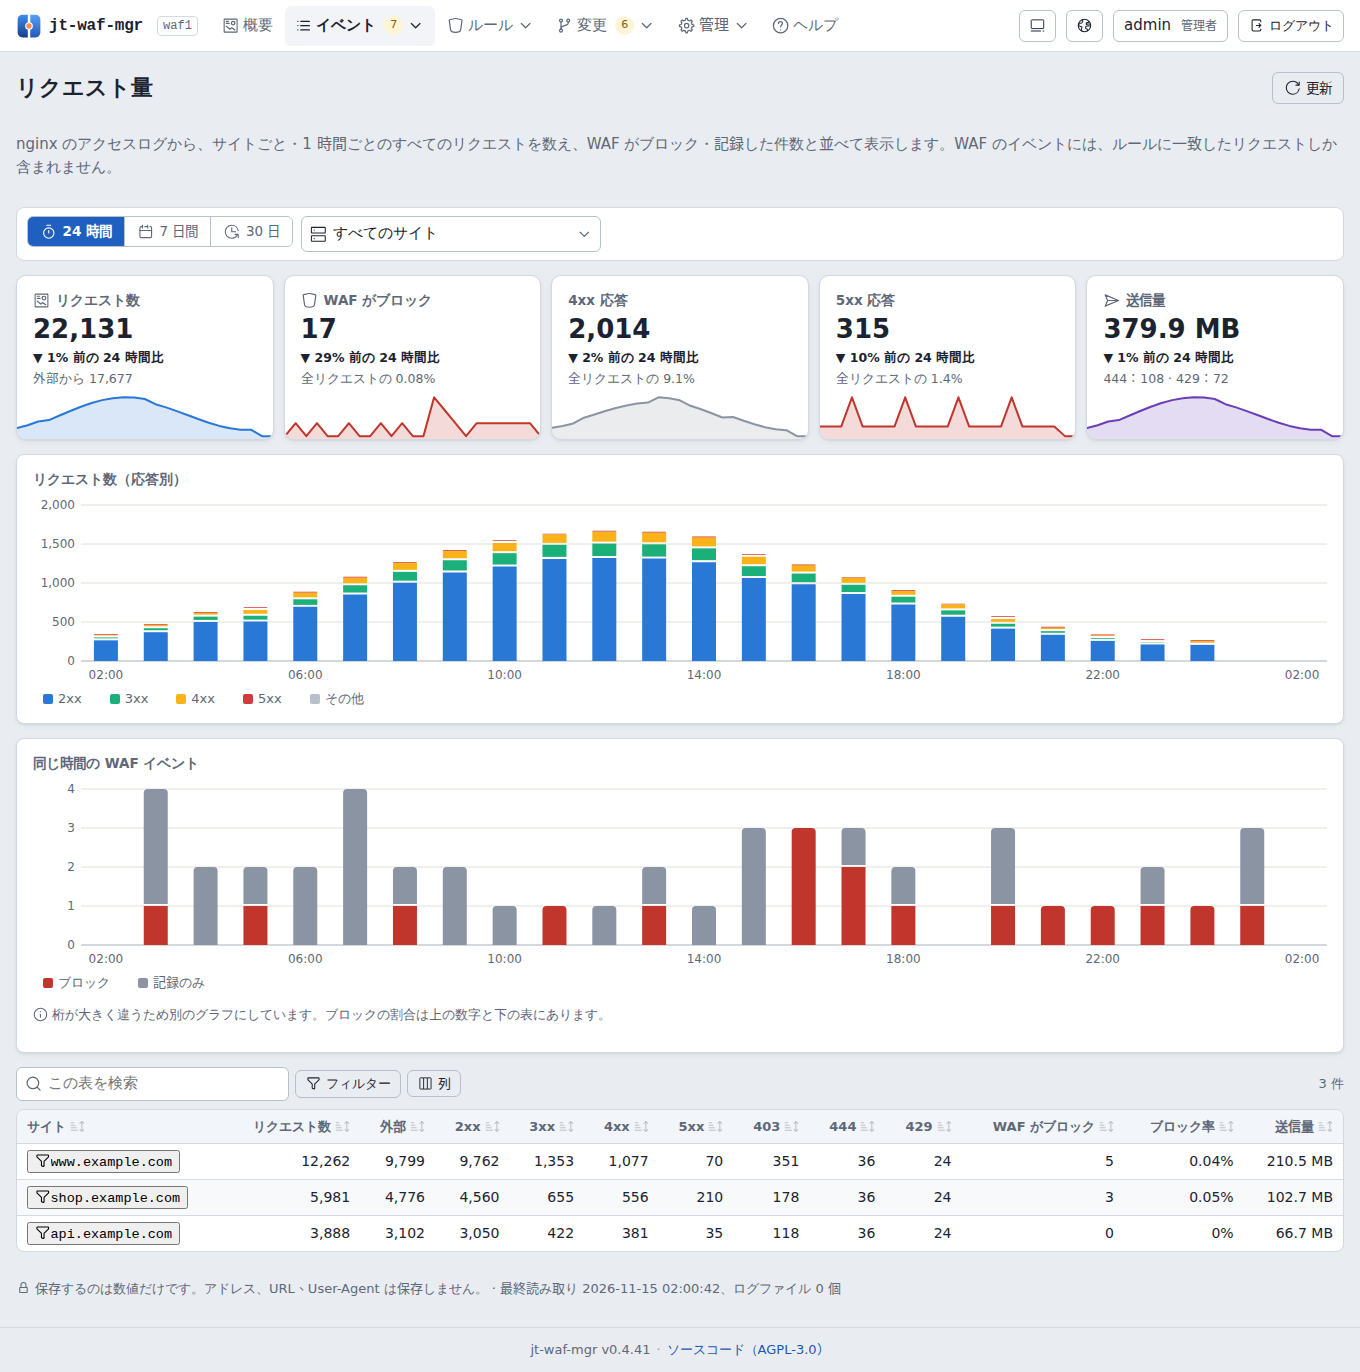 jt-waf-mgr waf1 概要 イベント 7 ルール 変更 6 管理 ヘルプ admin 管理者 ログアウト
リクエスト量
更新
nginx のアクセスログから、サイトごと・1 時間ごとのすべてのリクエストを数え、WAF がブロック・記録した件数と並べて表示します。WAF のイベントには、ルールに一致したリクエストしか
含まれません。
24 時間 7 日間 30 日 すべてのサイト
リクエスト数
22,131
▼ 1% 前の 24 時間比
外部から 17,677
WAF がブロック
17
▼ 29% 前の 24 時間比
全リクエストの 0.08%
4xx 応答
2,014
▼ 2% 前の 24 時間比
全リクエストの 9.1%
5xx 応答
315
▼ 10% 前の 24 時間比
全リクエストの 1.4%
送信量
379.9 MB
▼ 1% 前の 24 時間比
444：108 · 429：72
リクエスト数（応答別）
2,000
1,500
1,000
500
0
02:00 06:00 10:00 14:00 18:00 22:00 02:00
2xx 3xx 4xx 5xx その他
同じ時間の WAF イベント
4
3
2
1
0
02:00 06:00 10:00 14:00 18:00 22:00 02:00
ブロック 記録のみ
桁が大きく違うため別のグラフにしています。ブロックの割合は上の数字と下の表にあります。
この表を検索 フィルター 列 3 件
サイト リクエスト数 外部 2xx 3xx 4xx 5xx 403 444 429 WAF がブロック ブロック率 送信量
www.example.com 12,262 9,799 9,762 1,353 1,077 70 351 36 24 5 0.04% 210.5 MB
shop.example.com 5,981 4,776 4,560 655 556 210 178 36 24 3 0.05% 102.7 MB
api.example.com 3,888 3,102 3,050 422 381 35 118 36 24 0 0% 66.7 MB
保存するのは数値だけです。アドレス、URL、User-Agent は保存しません。 · 最終読み取り 2026-11-15 02:00:42、ログファイル 0 個
jt-waf-mgr v0.4.41 · ソースコード（AGPL-3.0）